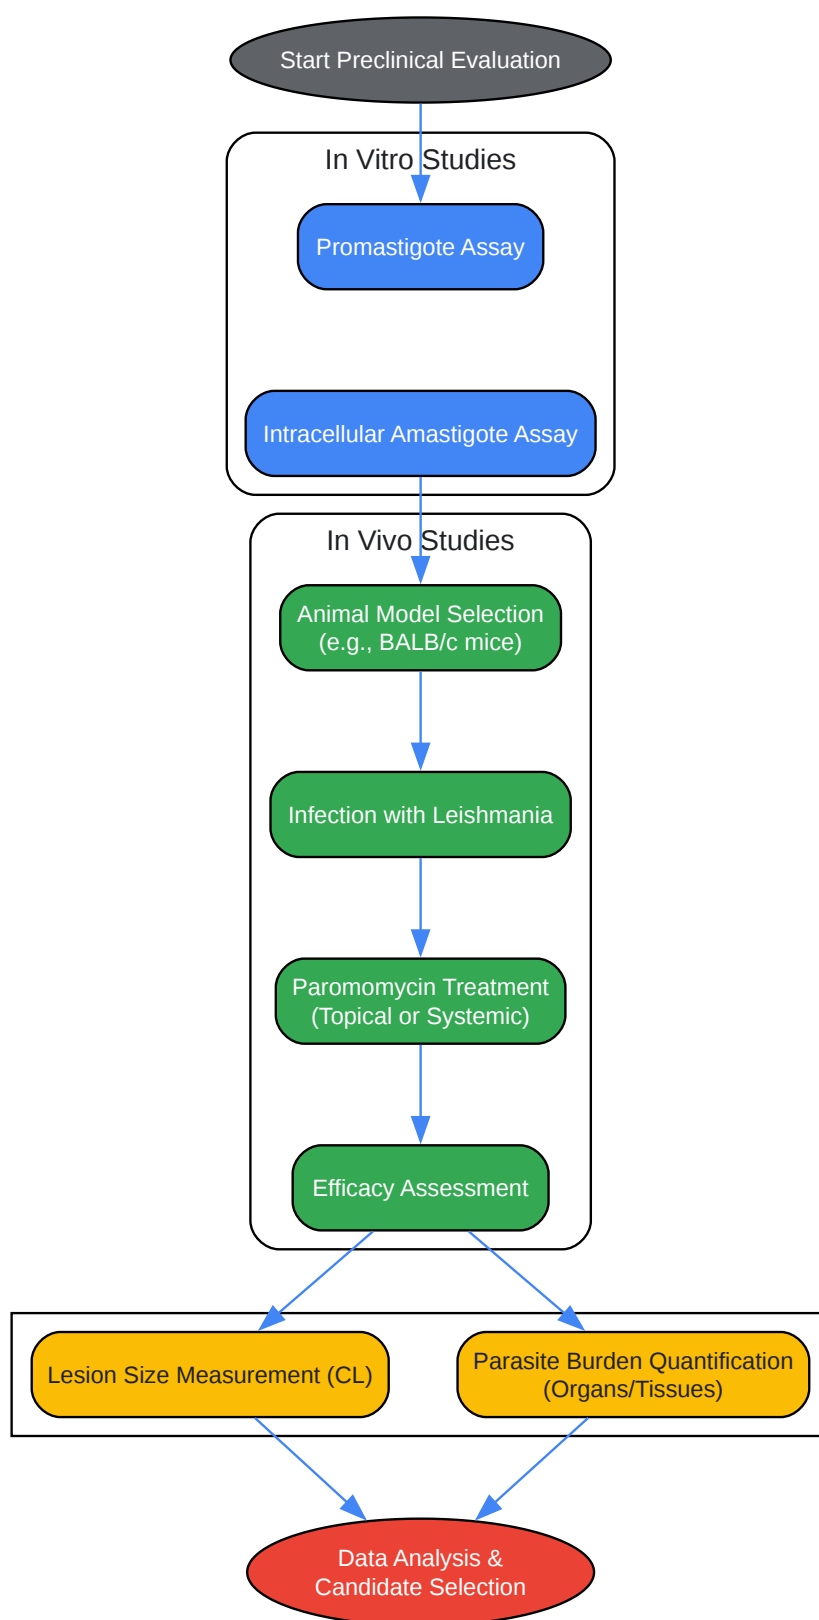 Start Preclinical Evaluation
In Vitro Studies
Promastigote Assay
Intracellular Amastigote Assay
In Vivo Studies
Animal Model Selection
(e.g., BALB/c mice)
Infection with Leishmania
Paromomycin Treatment
(Topical or Systemic)
Efficacy Assessment
Lesion Size Measurement (CL)
Parasite Burden Quantification
(Organs/Tissues)
Data Analysis &
Candidate Selection